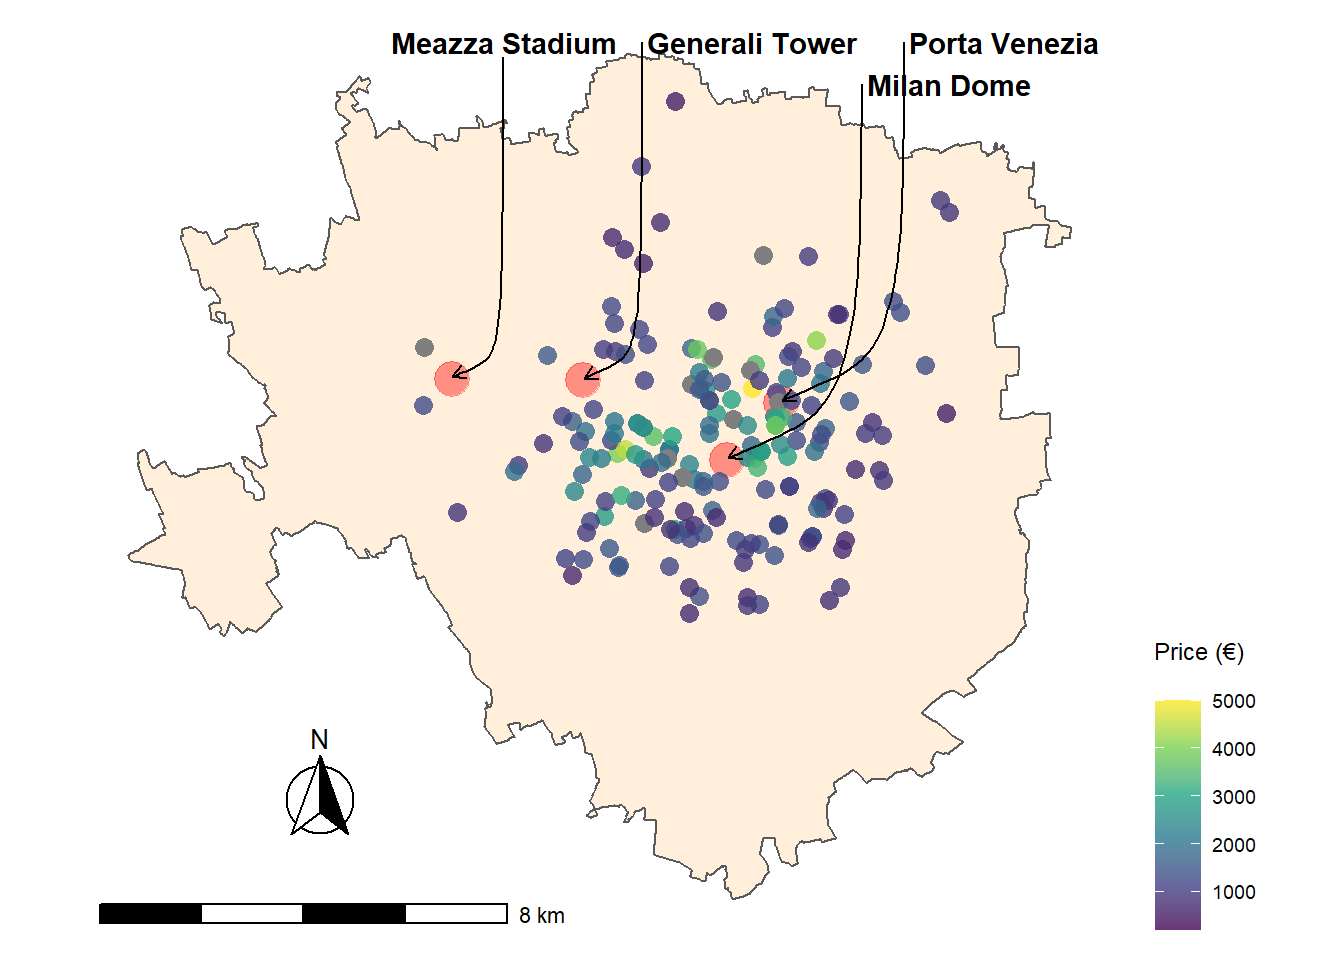 Meazza Stadium
Generali Tower
Porta Venezia
Milan Dome
Price (€)
5000
4000
3000
2000
1000
N
8 km